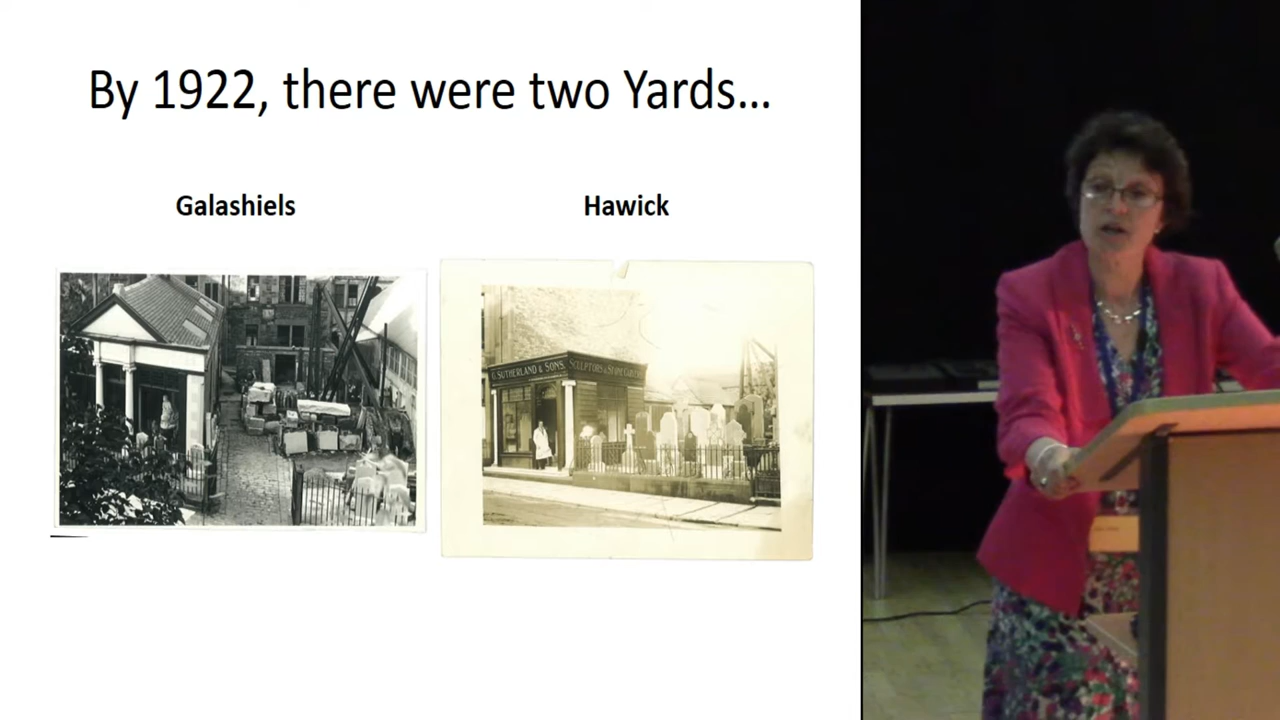 By 1922, there were two Yards...
Galashiels
Hawick
G. SUTHERLAND & SONS. SCULPTORS & STONE CARVERS